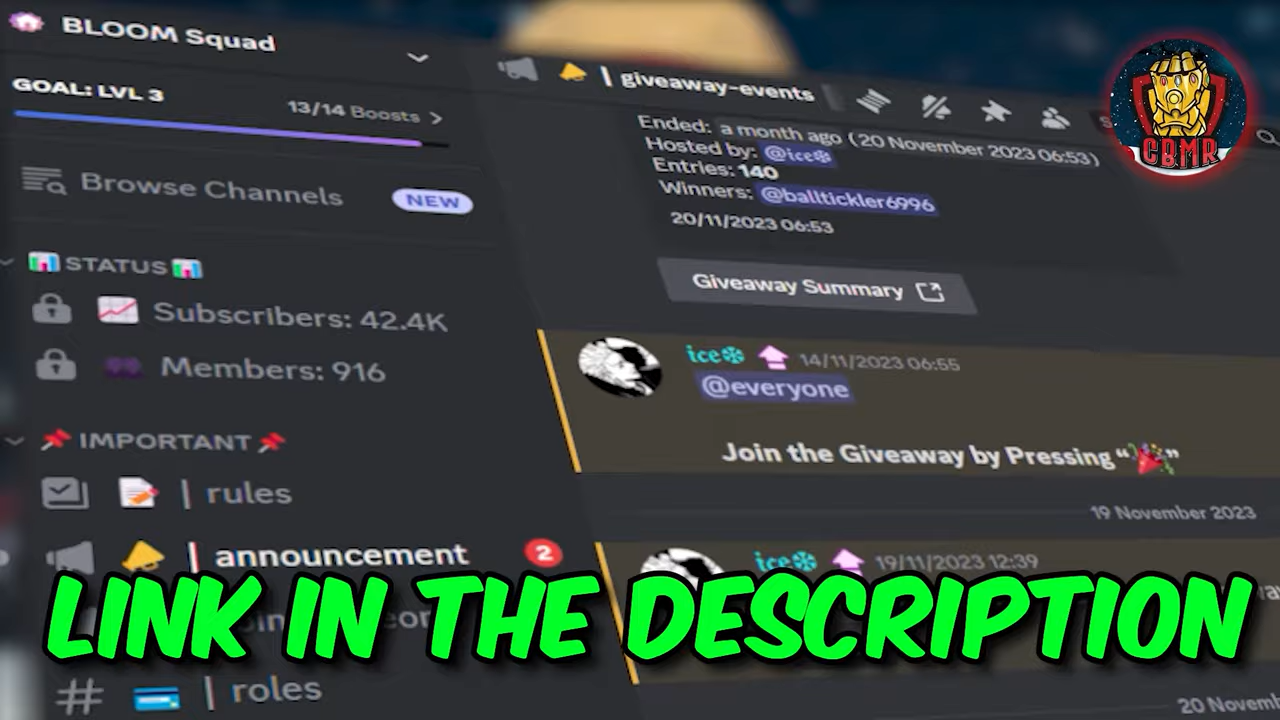 BLOOM Squad
GOAL: LVL 3
13/14 Boosts
Browse Channels
NEW
STATUS
Subscribers: 42.4K
Members: 916
IMPORTANT
| rules
| announcement
2
| roles
| giveaway-events
Ended: a month ago (20 November 2023 06:53)
Hosted by: @ice❄
Entries: 140
Winners: @balltickler6996
20/11/2023 06:53
Giveaway Summary
ice❄ 14/11/2023 06:55
@everyone
Join the Giveaway by Pressing “🎉”
19 November 2023
ice❄ 19/11/2023 12:39
CBMR
LINK IN THE DESCRIPTION